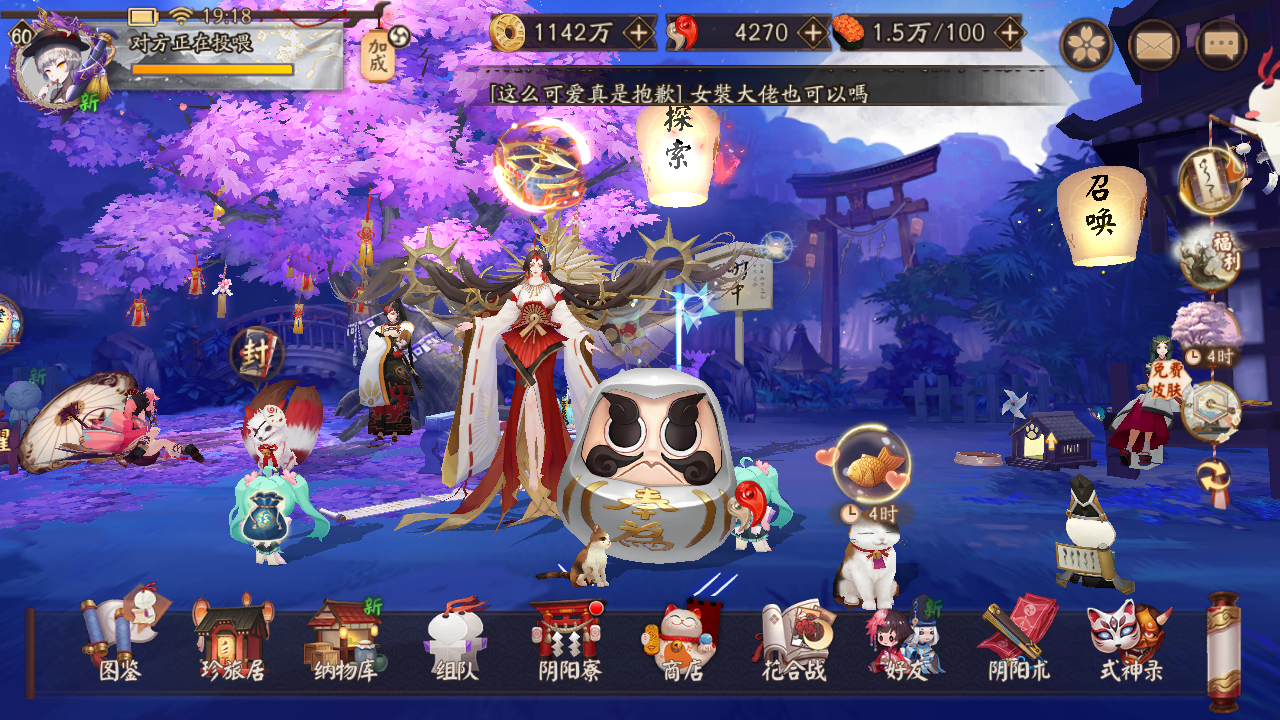 19:18
60
对方正在投喂
新
加成
1142万
4270
1.5万/100
[这么可爱真是抱歉] 女裝大佬也可以嗎
探索
召唤
福利
4时
免费皮肤
封
新
4时
奉為
图鉴
珍旅居
纳物库
新
组队
阴阳寮
商店
花合战
好友
新
阴阳术
式神录